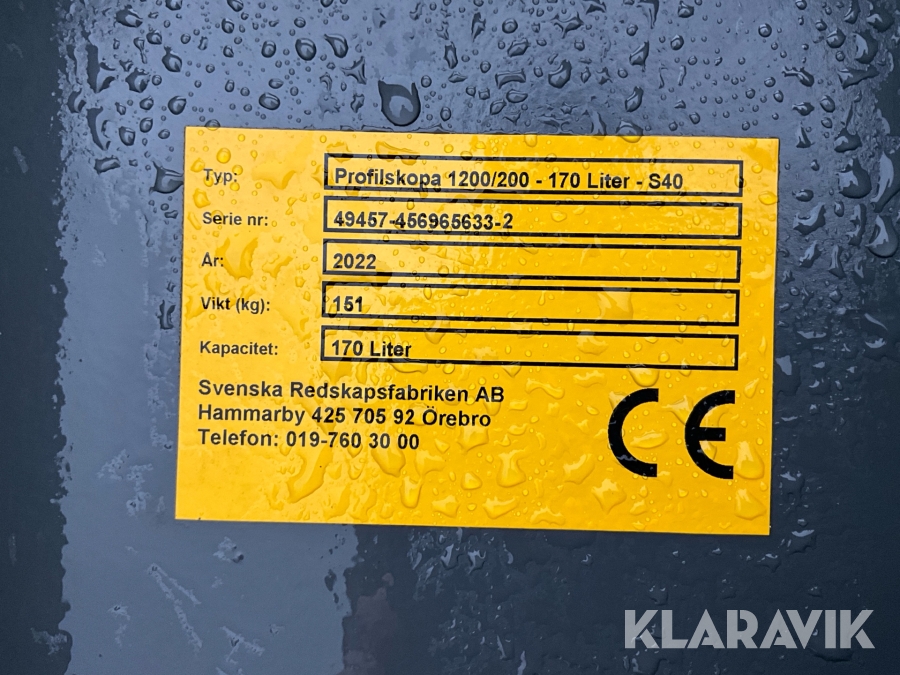 Typ: Profilskopa 1200/200 - 170 Liter - S40
Serie nr: 49457-456965633-2
År: 2022
Vikt (kg): 151
Kapacitet: 170 Liter
Svenska Redskapsfabriken AB
Hammarby 425 705 92 Örebro
Telefon: 019-760 30 00
CE
KLARAVIK